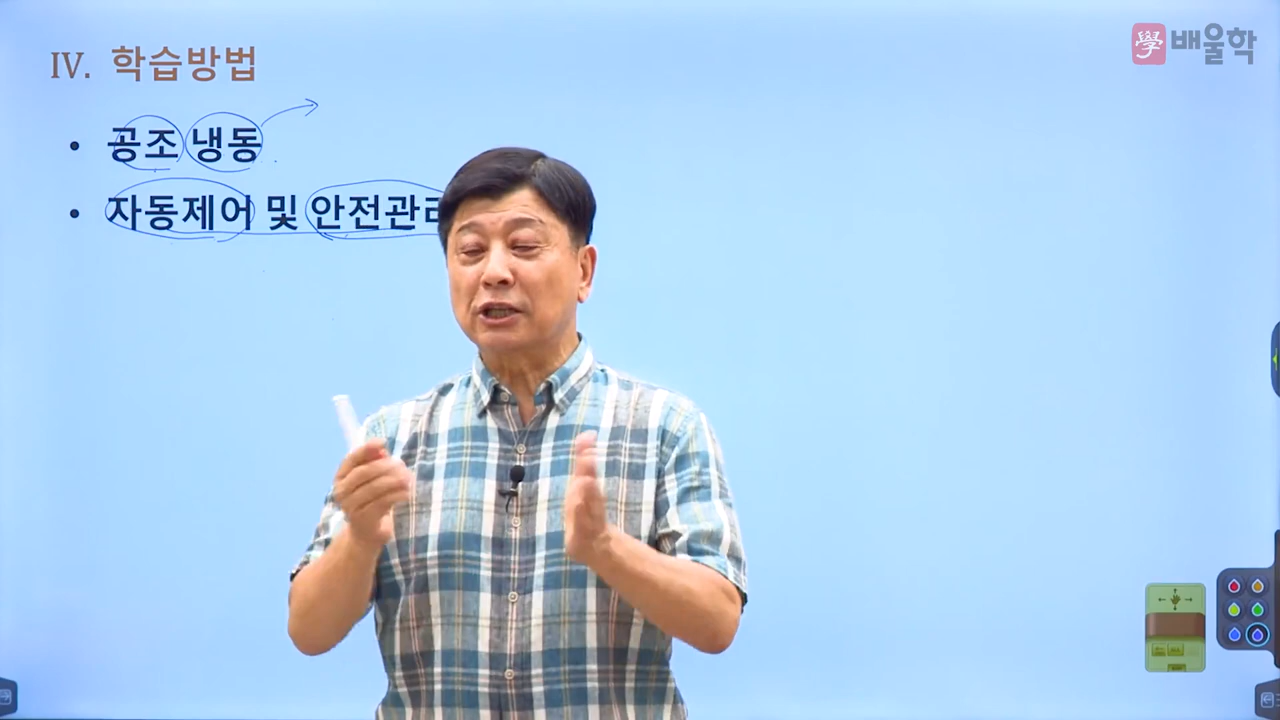 IV. 학습방법
學 배울학
• 공조 냉동
• 자동제어 및 안전관리